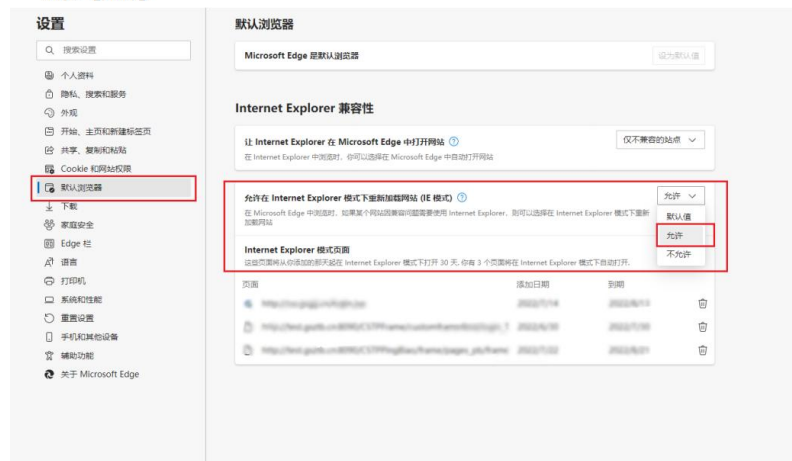 设置
搜索设置
个人资料
隐私、搜索和服务
外观
开始、主页和新建标签页
共享、复制和粘贴
Cookie 和网站权限
默认浏览器
下载
家庭安全
Edge 栏
语言
打印机
系统和性能
重置设置
手机和其他设备
辅助功能
关于 Microsoft Edge
默认浏览器
Microsoft Edge 是默认浏览器
设为默认值
Internet Explorer 兼容性
让 Internet Explorer 在 Microsoft Edge 中打开网站
仅不兼容的站点
在 Internet Explorer 中浏览时，你可以选择在 Microsoft Edge 中自动打开网站
允许在 Internet Explorer 模式下重新加载网站 (IE 模式)
允许
在 Microsoft Edge 中浏览时，如果某个网站因兼容问题需要使用 Internet Explorer，则可以选择在 Internet Explorer 模式下重新
加载网站
默认值
允许
不允许
Internet Explorer 模式页面
这些页面将从你添加的那天起在 Internet Explorer 模式下打开 30 天。你有 3 个页面将在 Internet Explorer 模式下自动打开。
页面
添加日期
到期
2022/7/14
2022/8/13
2022/6/30
2022/7/30
2022/7/22
2022/8/21